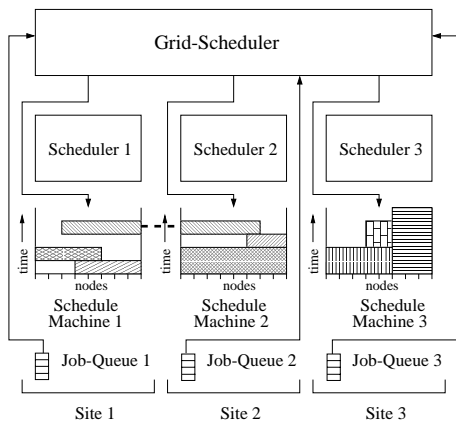 Grid-Scheduler
Scheduler 1
Scheduler 2
Scheduler 3
time
time
time
nodes
nodes
nodes
Schedule
Machine 1
Schedule
Machine 2
Schedule
Machine 3
Job-Queue 1
Job-Queue 2
Job-Queue 3
Site 1
Site 2
Site 3